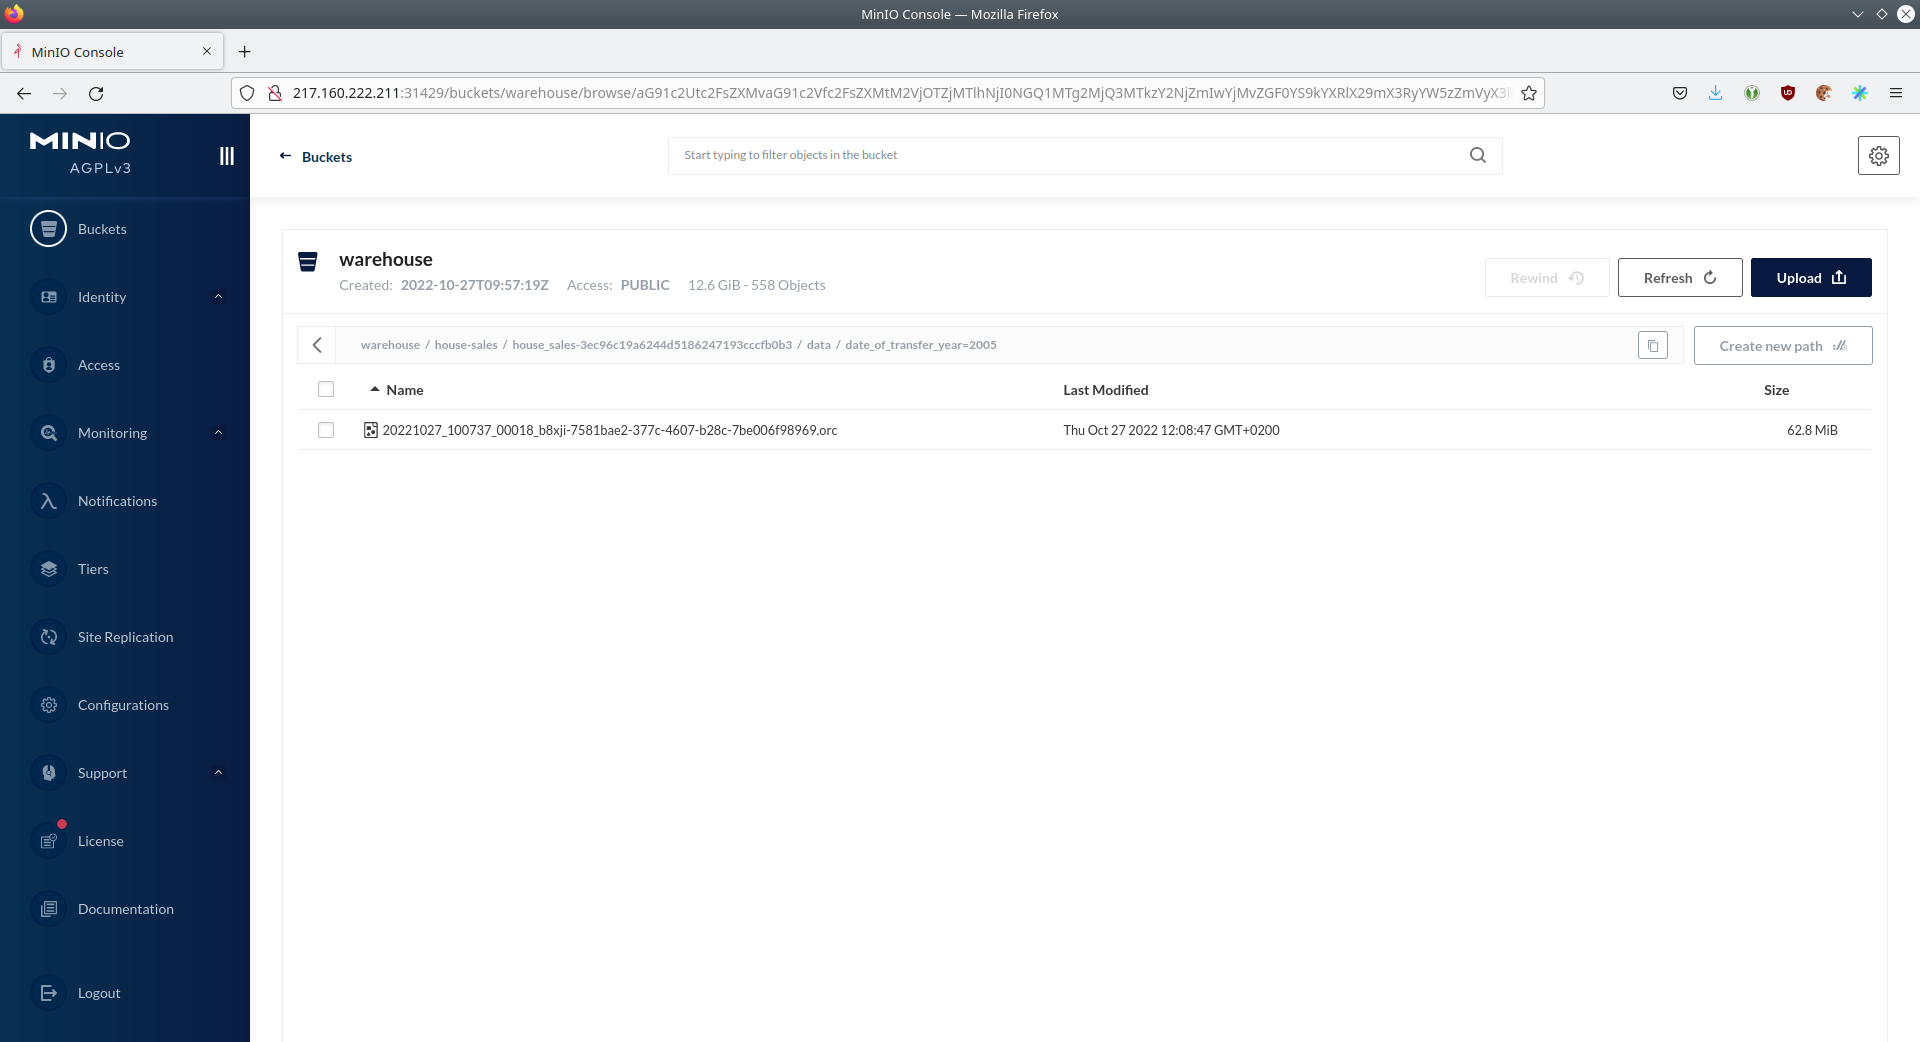 MinIO Console — Mozilla Firefox
MinIO Console
217.160.222.211:31429/buckets/warehouse/browse/aG91c2Utc2FsZXMvaG91c2Vfc2FsZXMtM2VjOTZjMTlhNjI0NGQ1MTg2MjQ3MTkzY2NjZmIwYjMvZGF0YS9kYXRlX29mX3RyYW5zZmVyX3l
MINIO
AGPLv3
Buckets
Start typing to filter objects in the bucket
Buckets
Identity
Access
Monitoring
Notifications
Tiers
Site Replication
Configurations
Support
License
Documentation
Logout
warehouse
Created: 2022-10-27T09:57:19Z Access: PUBLIC 12.6 GiB - 558 Objects
Rewind
Refresh
Upload
warehouse / house-sales / house_sales-3ec96c19a6244d5186247193cccfb0b3 / data / date_of_transfer_year=2005
Create new path
Name Last Modified Size
20221027_100737_00018_b8xji-7581bae2-377c-4607-b28c-7be006f98969.orc Thu Oct 27 2022 12:08:47 GMT+0200 62.8 MiB